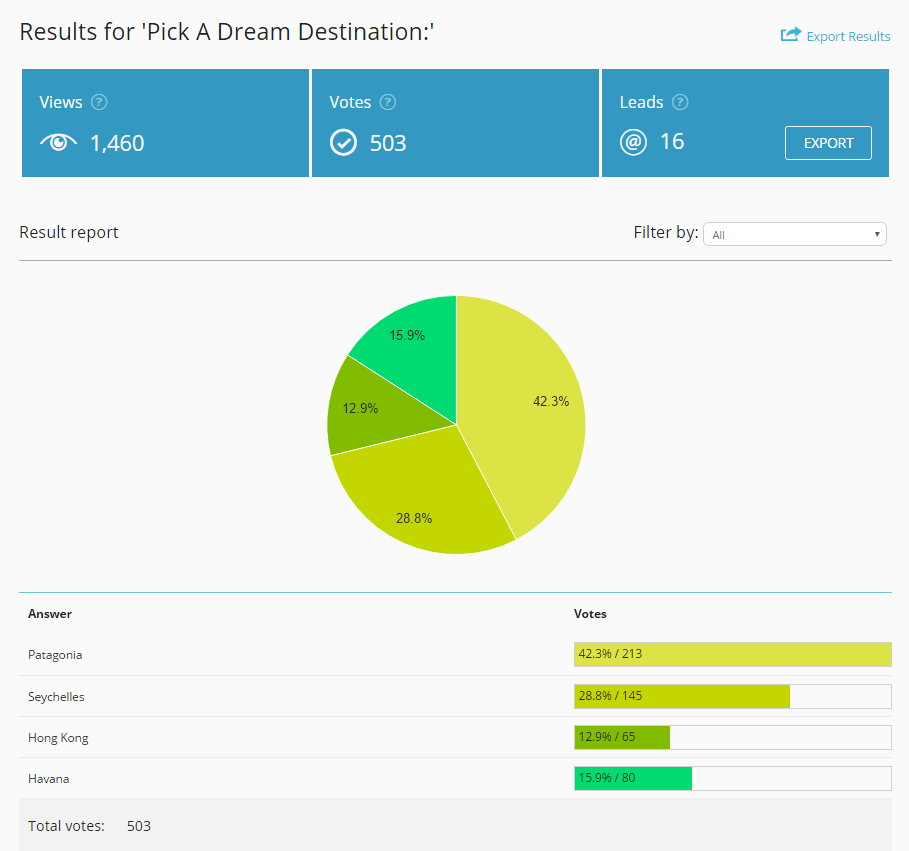 Results for 'Pick A Dream Destination:'
Export Results
Views ?
1,460
Votes ?
503
Leads ?
@ 16
EXPORT
Result report
Filter by: All
15.9%
42.3%
12.9%
28.8%
Answer Votes
Patagonia 42.3% / 213
Seychelles 28.8% / 145
Hong Kong 12.9% / 65
Havana 15.9% / 80
Total votes: 503